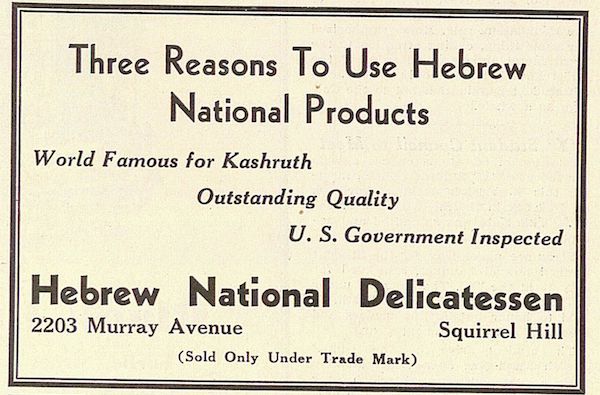 Three Reasons To Use Hebrew
National Products
World Famous for Kashruth
Outstanding Quality
U. S. Government Inspected
Hebrew National Delicatessen
2203 Murray Avenue Squirrel Hill
(Sold Only Under Trade Mark)